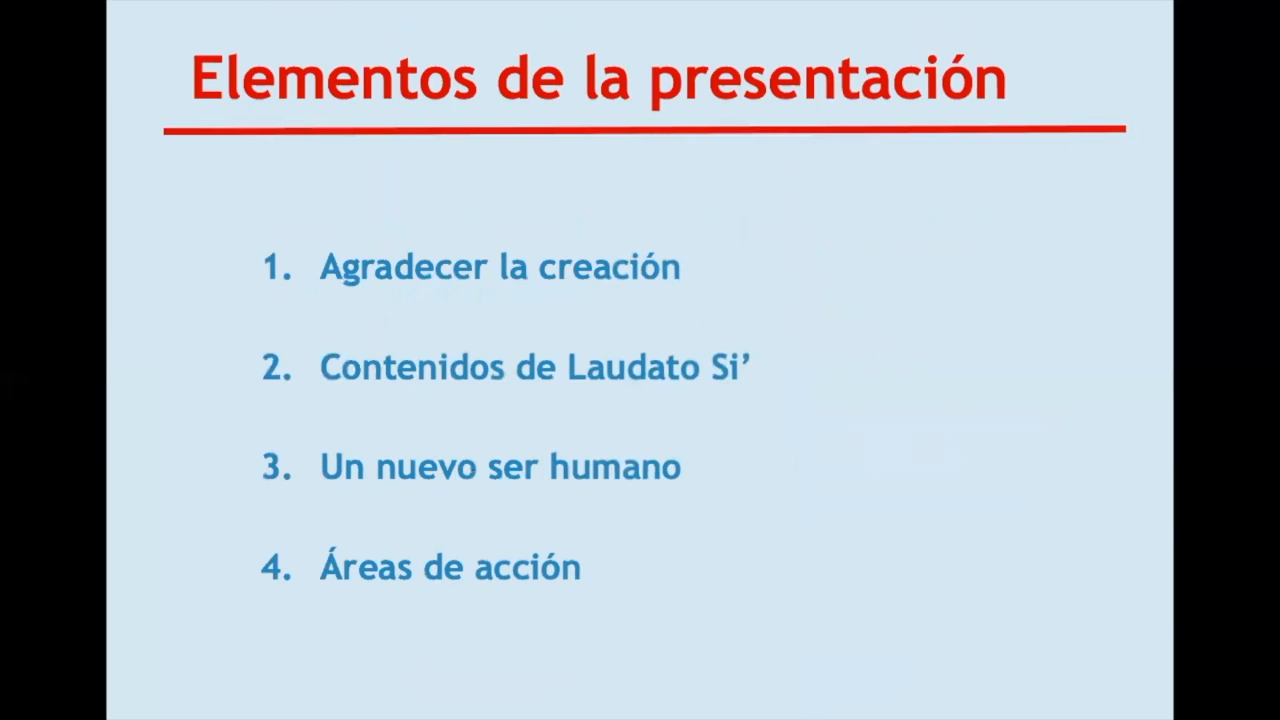 Elementos de la presentación
1. Agradecer la creación
2. Contenidos de Laudato Si’
3. Un nuevo ser humano
4. Áreas de acción